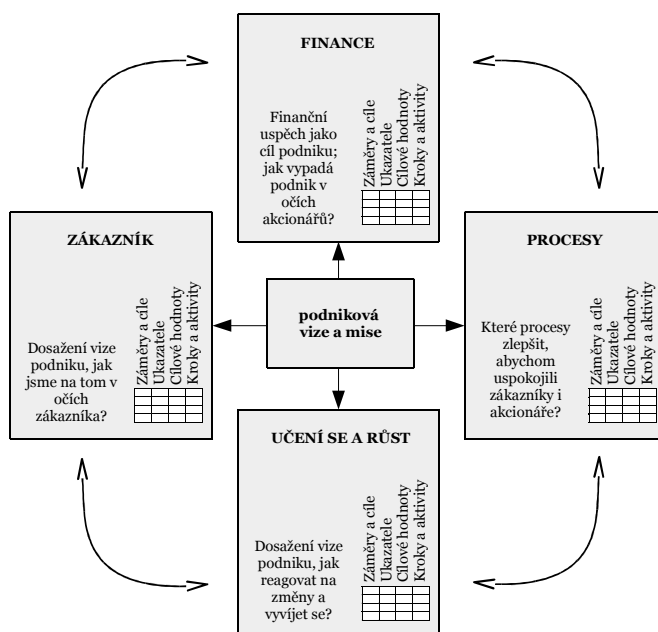 FINANCE
Finanční
uspěch jako
cíl podniku;
jak vypadá
podnik v
očích
akcionářů?
Záměry a cíle
Ukazatele
Cílové hodnoty
Kroky a aktivity
ZÁKAZNÍK
Dosažení vize
podniku, jak
jsme na tom v
očích
zákazníka?
Záměry a cíle
Ukazatele
Cílové hodnoty
Kroky a aktivity
podniková
vize a mise
PROCESY
Které procesy
zlepšit,
abychom
uspokojili
zákazníky i
akcionáře?
Záměry a cíle
Ukazatele
Cílové hodnoty
Kroky a aktivity
UČENÍ SE A RŮST
Dosažení vize
podniku, jak
reagovat na
změny a
vyvíjet se?
Záměry a cíle
Ukazatele
Cílové hodnoty
Kroky a aktivity